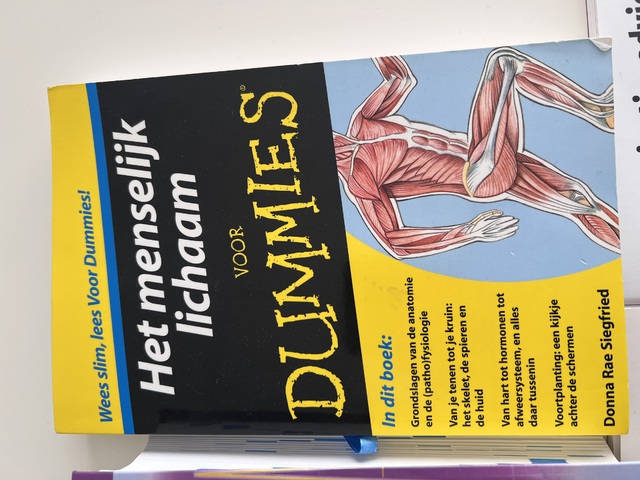 Wees slim, lees Voor Dummies!
Het menselijk
lichaam
VOOR
DUMMIES®
In dit boek:
Grondslagen van de anatomie
en de (patho)fysiologie
Van je tenen tot je kruin:
het skelet, de spieren en
de huid
Van hart tot hormonen tot
afweersysteem, en alles
daar tussenin
Voortplanting: een kijkje
achter de schermen
Donna Rae Siegfried